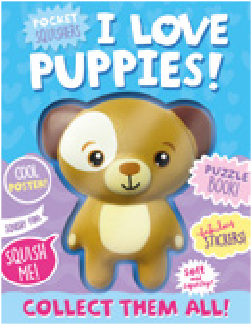 POCKET
SQUISHERS
I LOVE
PUPPIES!
COOL
POSTER!
PUZZLE
BOOK!
fabulous
STICKERS!
SQUISH
ME!
soft
and
squishy!
COLLECT THEM ALL!